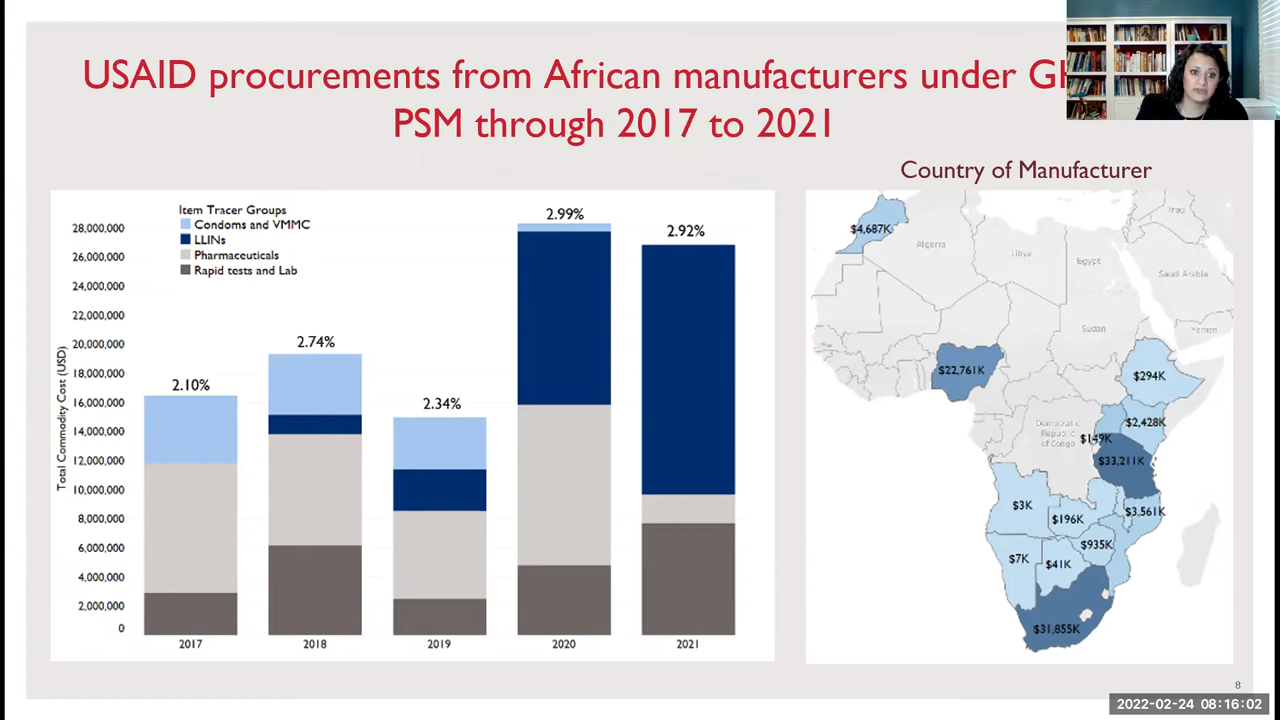 USAID procurements from African manufacturers under
PSM through 2017 to 2021
Country of Manufacturer
Item Tracer Groups
Condoms and VMMC
LLINs
Pharmaceuticals
Rapid tests and Lab
Total Commodity Cost (USD)
28,000,000
26,000,000
24,000,000
22,000,000
20,000,000
18,000,000
16,000,000
14,000,000
12,000,000
10,000,000
8,000,000
6,000,000
4,000,000
2,000,000
0
2.10%
2.74%
2.34%
2.99%
2.92%
2017
2018
2019
2020
2021
$4,687K
Algeria
Libya
Egypt
Iraq
Saudi Arabia
Sudan
Yemen
$22,761K
$294K
Democratic
Republic
of Congo
$2,428K
$149K
$33,211K
$3K
$196K
$3,561K
$935K
$7K
$41K
$31,855K
8
2022-02-24 08:16:02